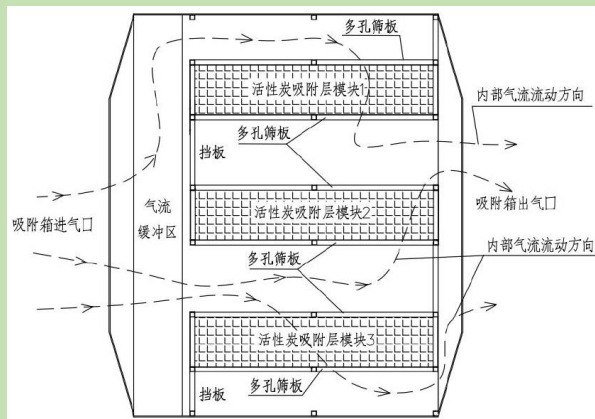 多孔筛板
活性炭吸附层模块1
内部气流流动方向
多孔筛板
挡板
气流
缓冲区
吸附箱进气口
活性炭吸附层模块2
吸附箱出气口
内部气流流动方向
多孔筛板
活性炭吸附层模块3
多孔筛板
挡板